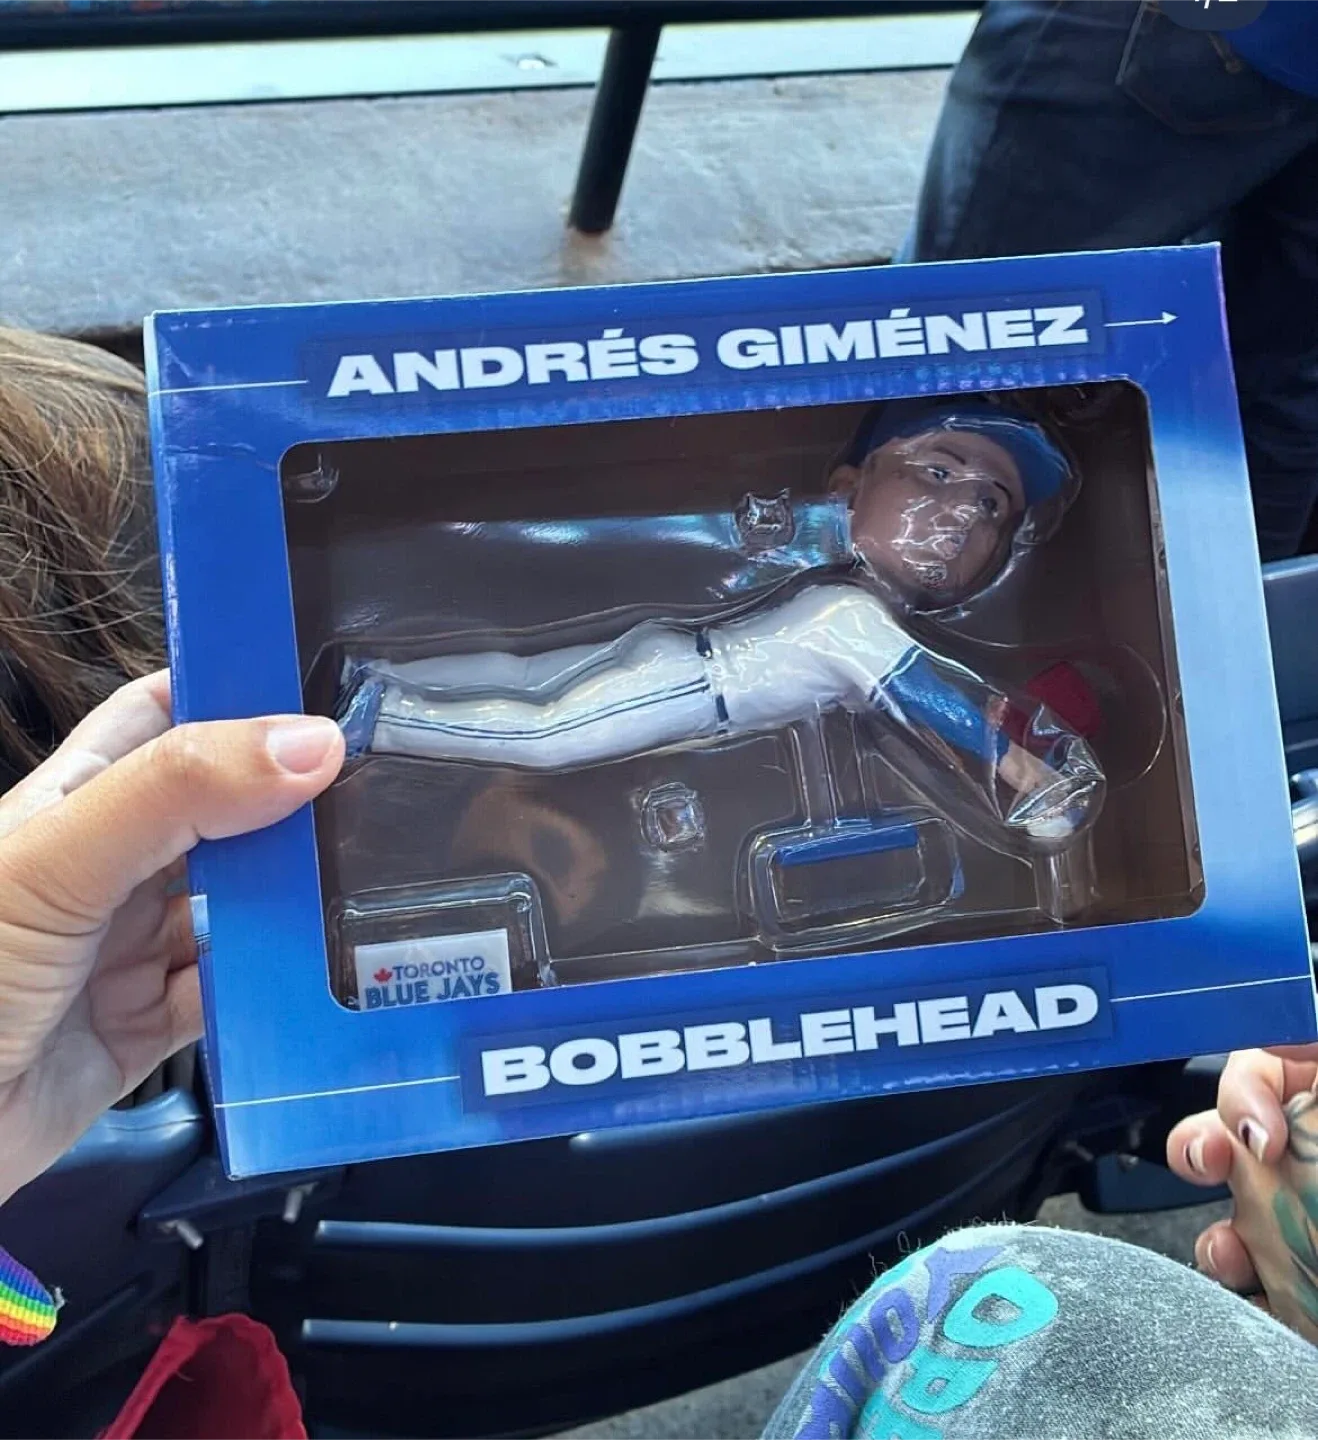 ANDRÉS GIMÉNEZ
TORONTO
BLUE JAYS
BOBBLEHEAD